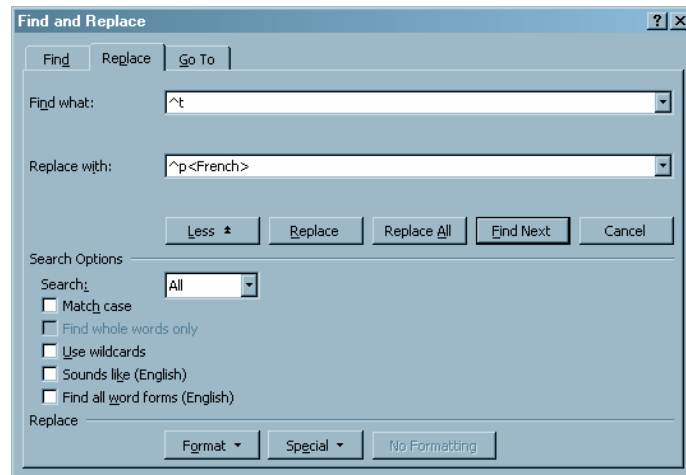 Find and Replace
Find Replace Go To
Find what: ^t
Replace with: ^p<French>
Less Replace Replace All Find Next Cancel
Search Options
Search: All
Match case
Find whole words only
Use wildcards
Sounds like (English)
Find all word forms (English)
Replace
Format Special No Formatting